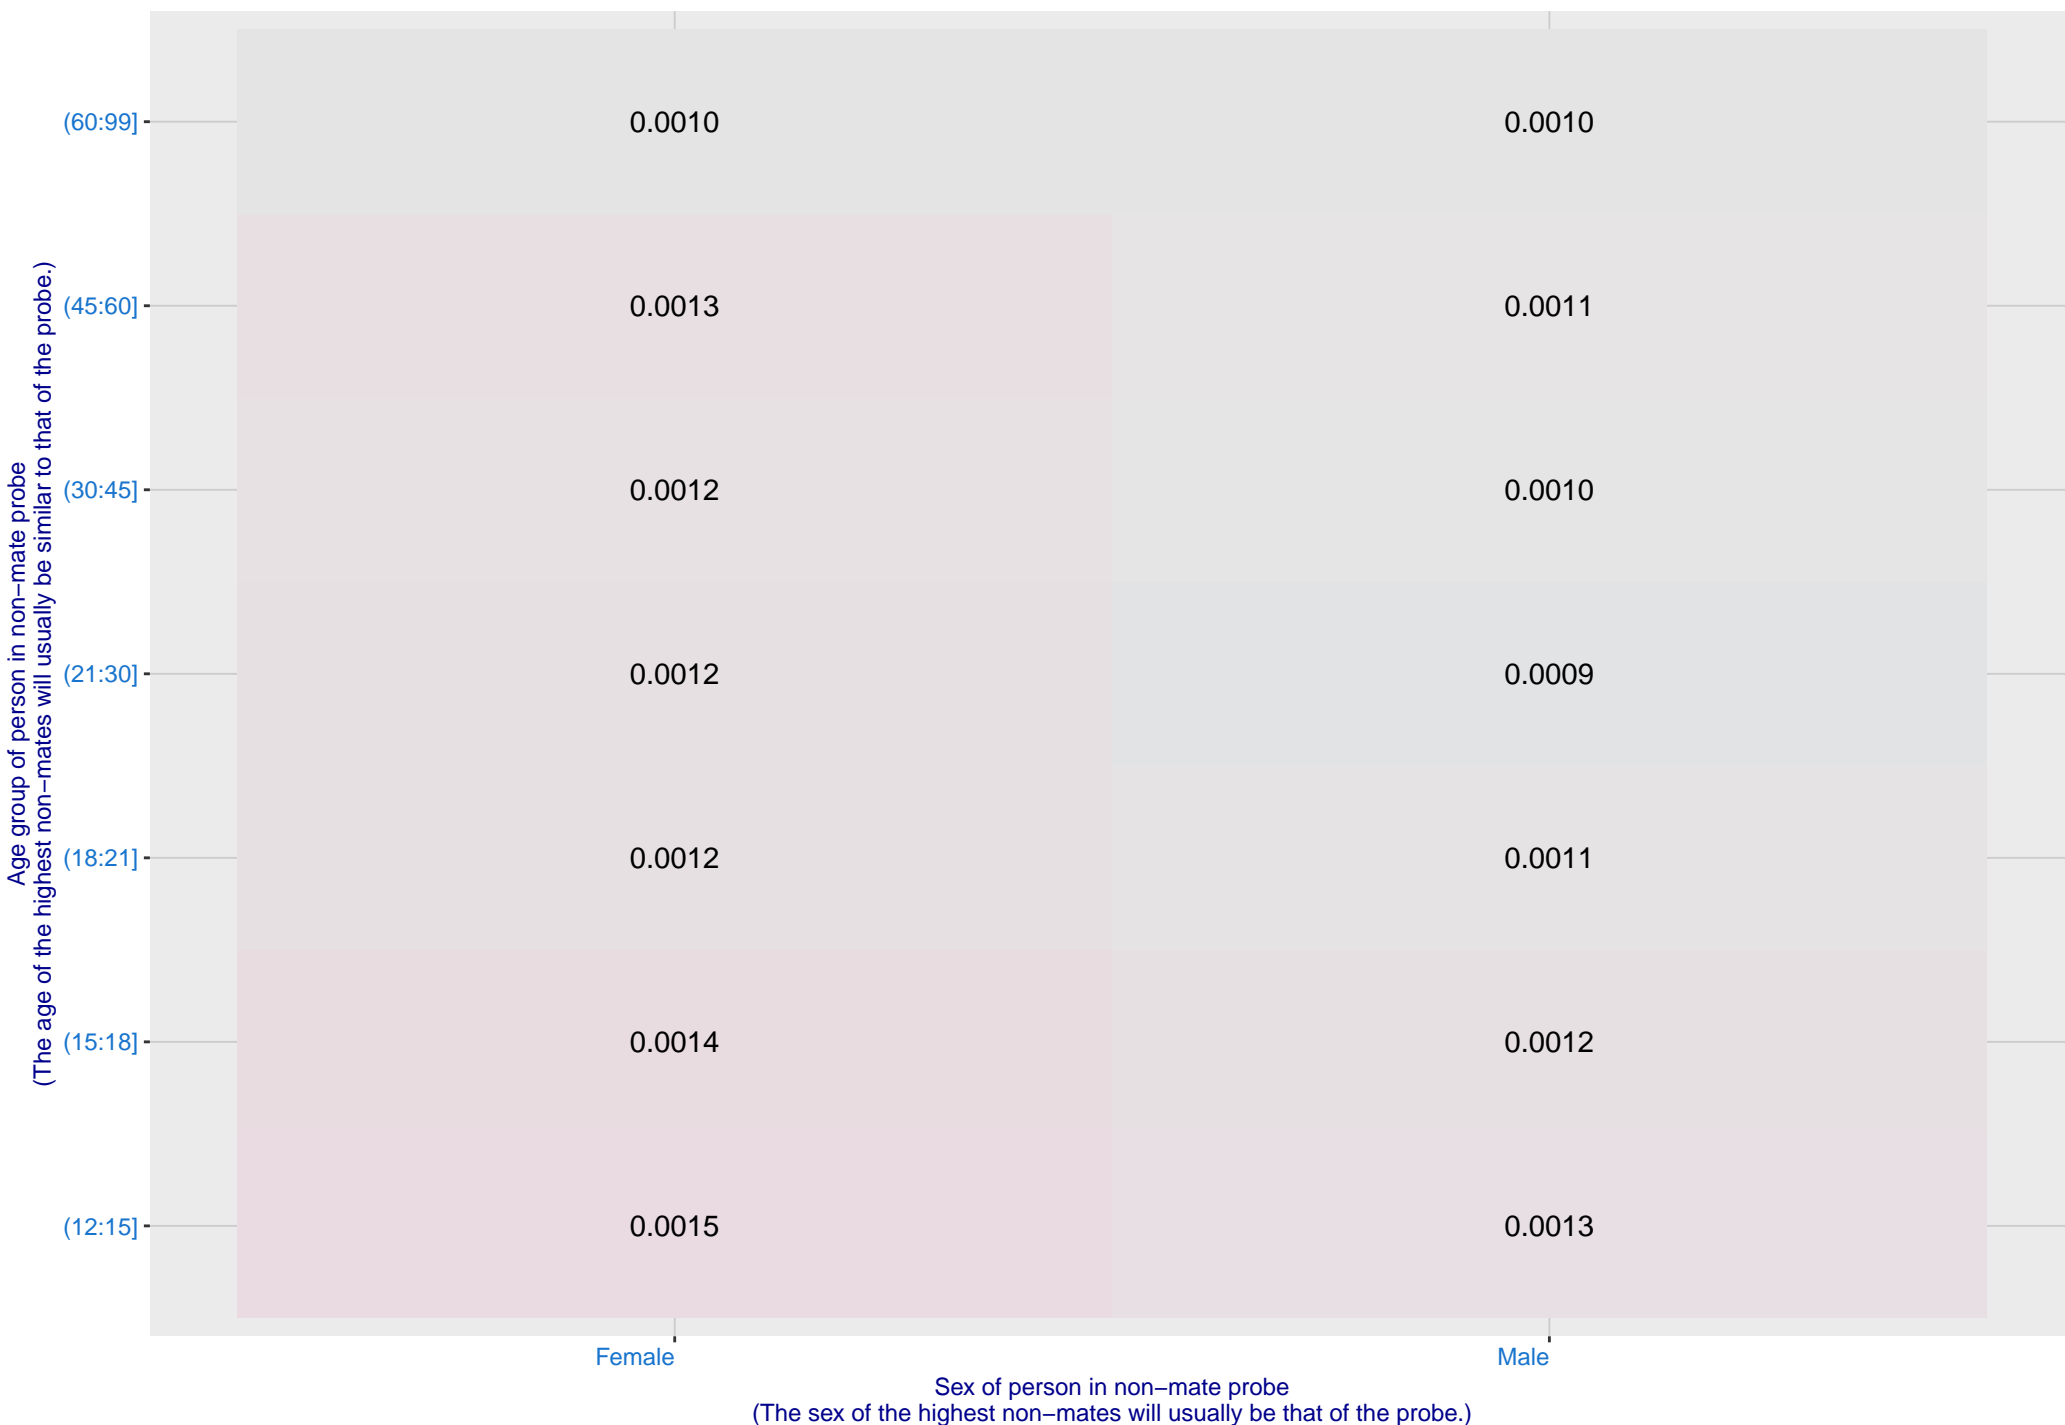 Age group of person in non−mate probe
(The age of the highest non−mates will usually be similar to that of the probe.)
(60:99] 0.0010 0.0010
(45:60] 0.0013 0.0011
(30:45] 0.0012 0.0010
(21:30] 0.0012 0.0009
(18:21] 0.0012 0.0011
(15:18] 0.0014 0.0012
(12:15] 0.0015 0.0013
Female Male
Sex of person in non−mate probe
(The sex of the highest non−mates will usually be that of the probe.)